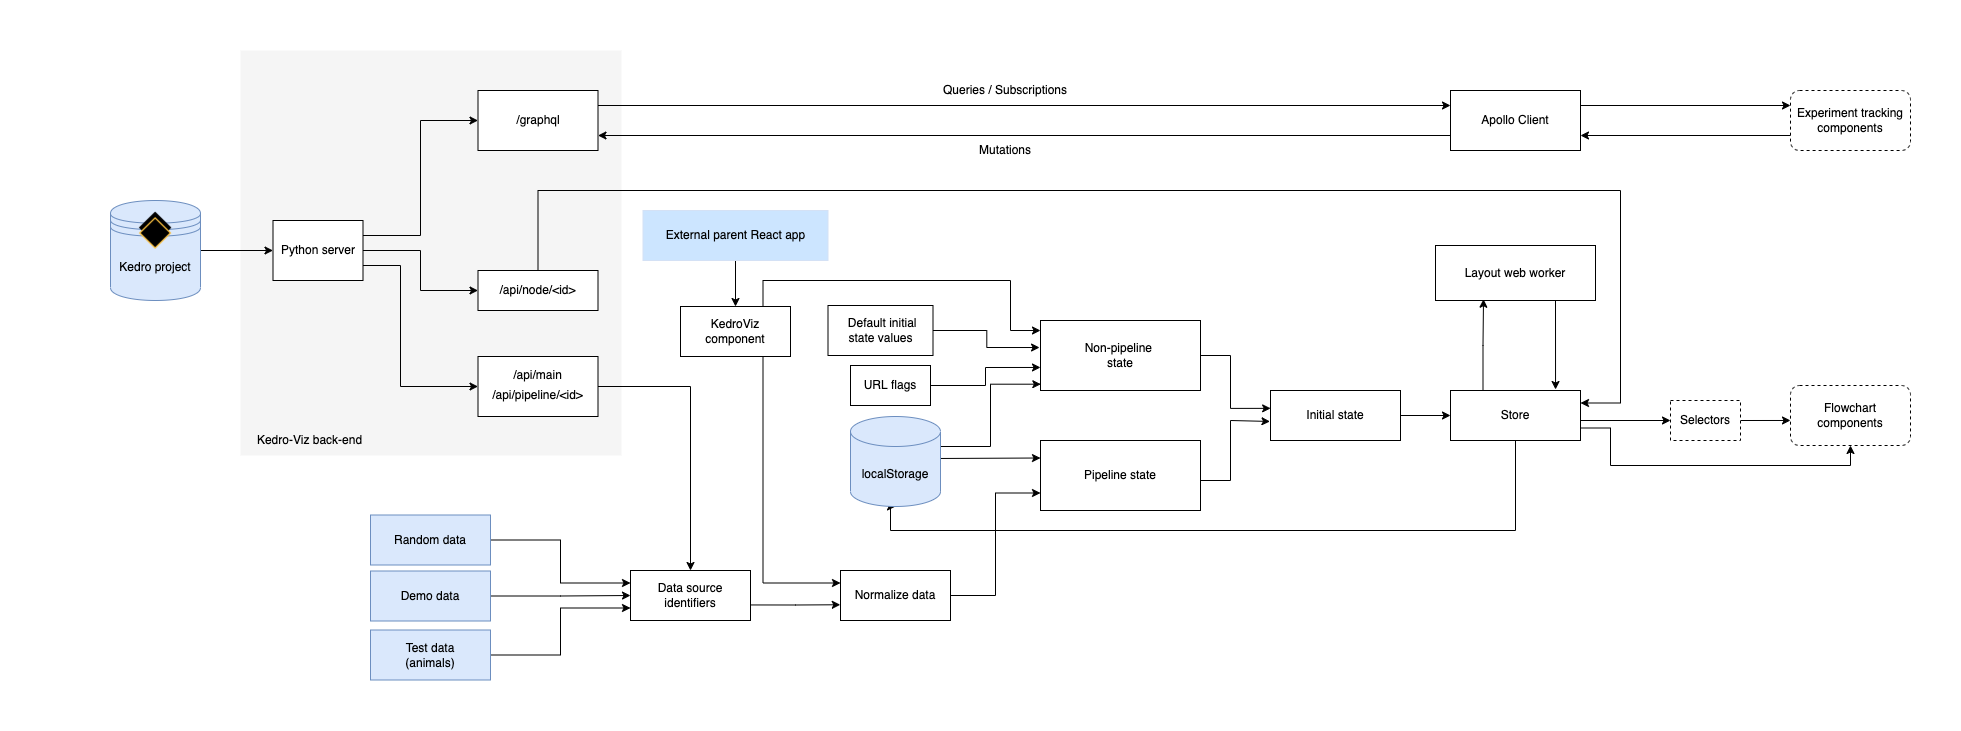 Queries / Subscriptions
/graphql
Apollo Client
Experiment tracking
components
Mutations
Kedro project
Python server
/api/node/<id>
/api/main
/api/pipeline/<id>
Kedro-Viz back-end
External parent React app
KedroViz
component
Default initial
state values
URL flags
localStorage
Non-pipeline
state
Pipeline state
Initial state
Layout web worker
Store
Selectors
Flowchart
components
Random data
Demo data
Test data
(animals)
Data source
identifiers
Normalize data